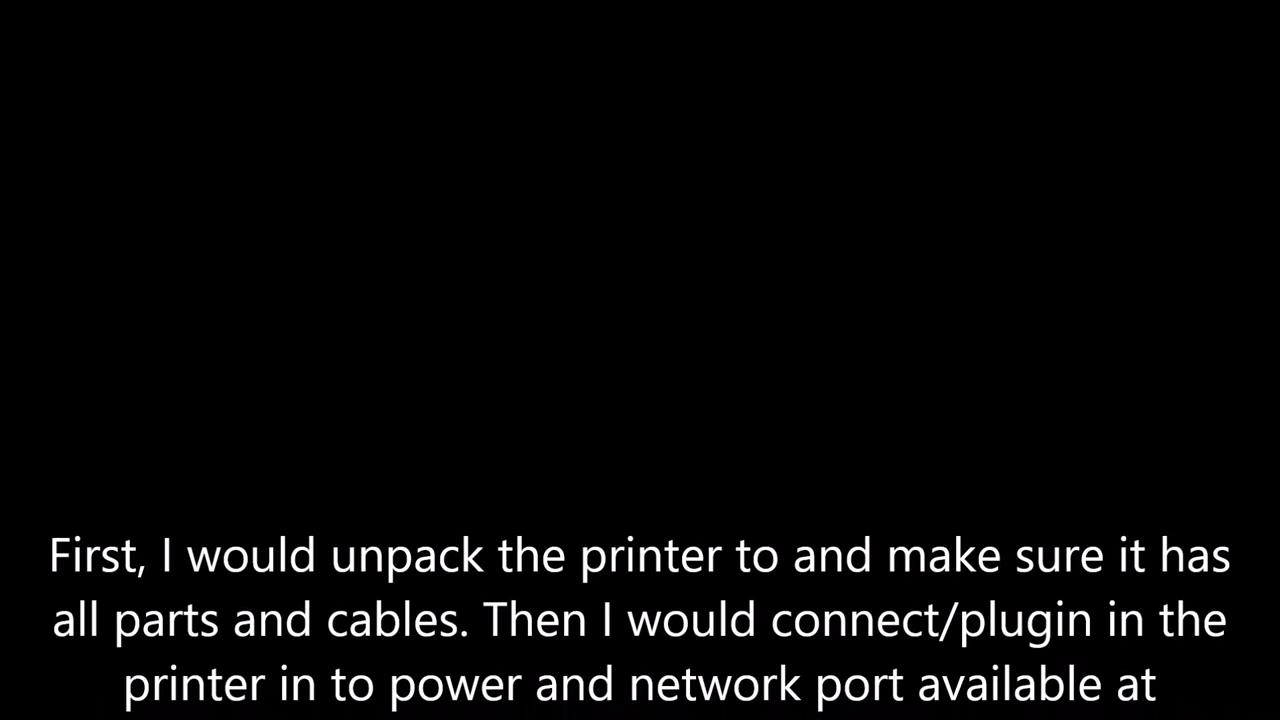 First, I would unpack the printer to and make sure it has
all parts and cables. Then I would connect/plugin in the
printer in to power and network port available at